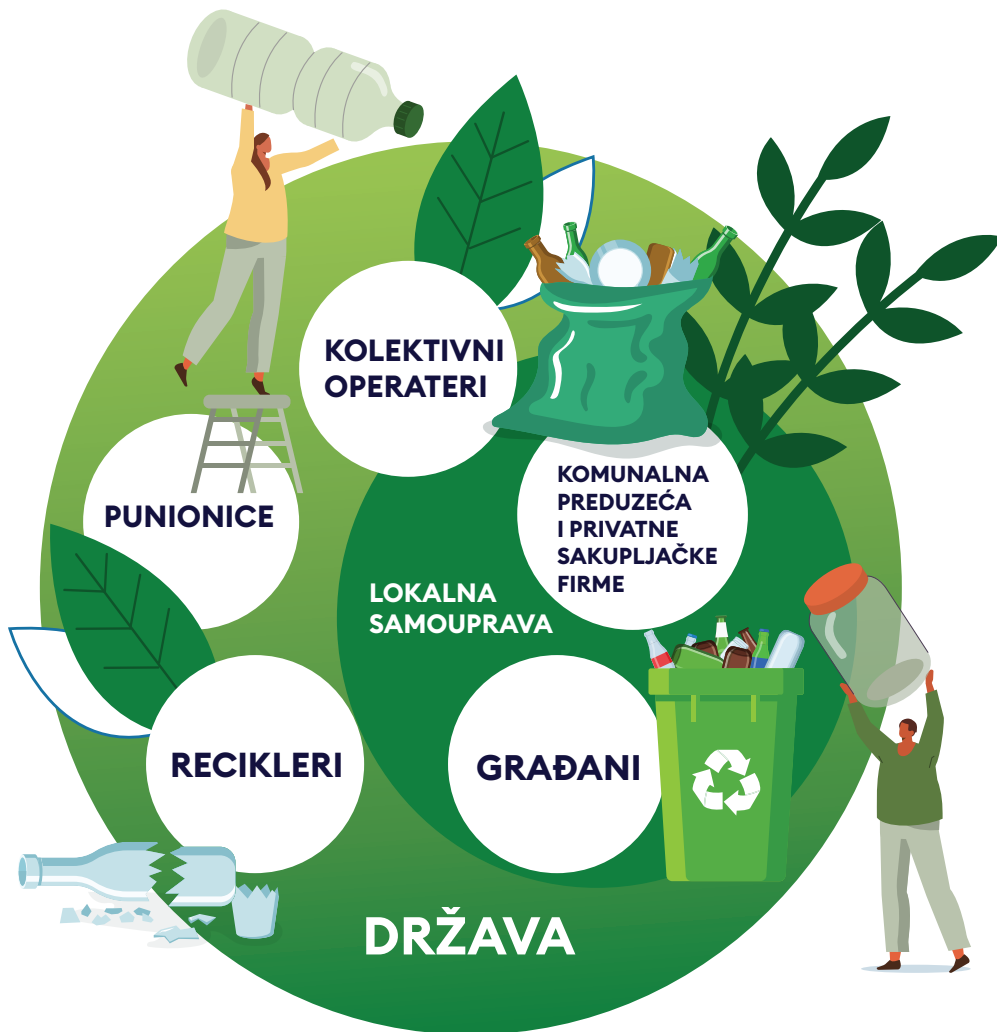 KOLEKTIVNI
OPERATERI
KOMUNALNA
PREDUZEĆA
I PRIVATNE
SAKUPLJAČKE
FIRME
PUNIONICE
LOKALNA
SAMOUPRAVA
RECIKLERI
GRAĐANI
DRŽAVA